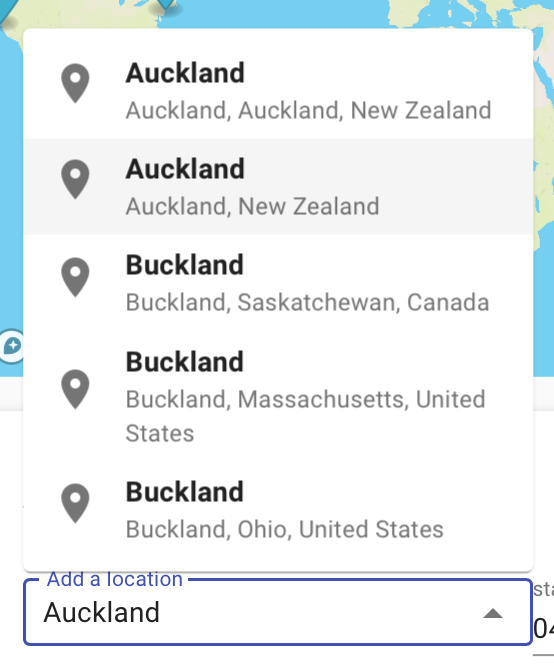 Auckland
Auckland, Auckland, New Zealand
Auckland
Auckland, New Zealand
Buckland
Buckland, Saskatchewan, Canada
Buckland
Buckland, Massachusetts, United
States
Buckland
Buckland, Ohio, United States
Add a location
Auckland